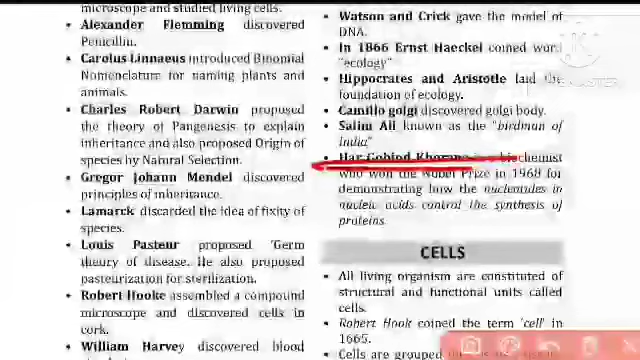 microscope and studied living cells.
• Alexander Flemming discovered
Penicillin.
• Carolus Linnaeus introduced Binomial
Nomenclature for naming plants and
animals.
• Charles Robert Darwin proposed
the theory of Pangenesis to explain
inheritance and also proposed Origin of
species by Natural Selection.
• Gregor Johann Mendel discovered
principles of inheritance.
• Lamarck discarded the idea of fixity of
species.
• Louis Pasteur proposed 'Germ
theory of disease. He also proposed
pasteurization for sterilization.
• Robert Hooke assembled a compound
microscope and discovered cells in
cork.
• William Harvey discovered blood
• Watson and Crick gave the model of
DNA.
• In 1866 Ernst Haeckel coined word
"ecology"
• Hippocrates and Aristotle laid the
foundation of ecology.
• Camillo golgi discovered golgi body.
• Salim Ali known as the "birdman of
India"
• Har Gobind Khorana biochemist
who won the Nobel Prize in 1968 for
demonstrating how the nucleotides in
nucleic acids control the synthesis of
proteins.
CELLS
• All living organism are constituted of
structural and functional units called
cells.
• Robert Hook coined the term 'cell' in
1665.
• Cells are grouped